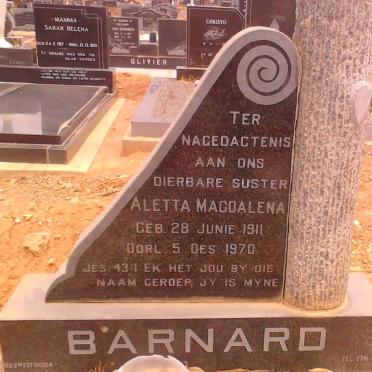 MAMMA
SARAH HELENA
OLIVIER
CHRISTO
TER
NAGEDAGTENIS
AAN ONS
DIERBARE SUSTER
ALETTA MAGDALENA
GEB. 28 JUNIE 1911
OORL. 5 DES. 1970
JES. 43:1 EK HET JOU BY DIE
NAAM GEROEP, JY IS MYNE
BARNARD